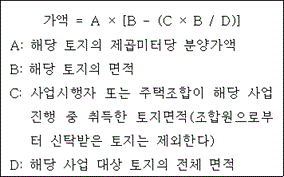 가액 = A × [B - (C × B / D)]
A: 해당 토지의 제곱미터당 분양가액
B: 해당 토지의 면적
C: 사업시행자 또는 주택조합이 해당 사업
진행 중 취득한 토지면적(조합원으로부
터 신탁받은 토지는 제외한다)
D: 해당 사업 대상 토지의 전체 면적